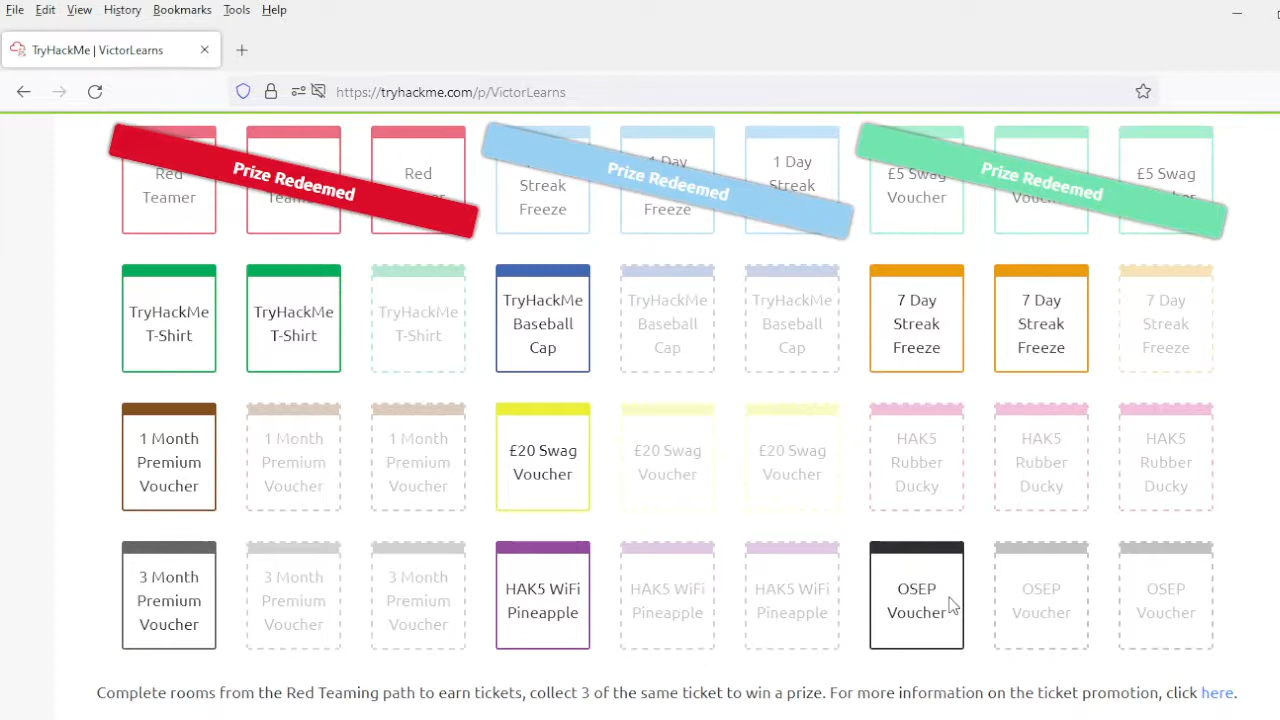 File Edit View History Bookmarks Tools Help
TryHackMe | VictorLearns
https://tryhackme.com/p/VictorLearns
Red
Teamer
Red
Prize Redeemed
Streak
Freeze
1 Day
Freeze
1 Day
Streak
Prize Redeemed
£5 Swag
Voucher
£5 Swag
Prize Redeemed
TryHackMe
T-Shirt
TryHackMe
T-Shirt
TryHackMe
T-Shirt
TryHackMe
Baseball
Cap
TryHackMe
Baseball
Cap
TryHackMe
Baseball
Cap
7 Day
Streak
Freeze
7 Day
Streak
Freeze
7 Day
Streak
Freeze
1 Month
Premium
Voucher
1 Month
Premium
Voucher
1 Month
Premium
Voucher
£20 Swag
Voucher
£20 Swag
Voucher
£20 Swag
Voucher
HAK5
Rubber
Ducky
HAK5
Rubber
Ducky
HAK5
Rubber
Ducky
3 Month
Premium
Voucher
3 Month
Premium
Voucher
3 Month
Premium
Voucher
HAK5 WiFi
Pineapple
HAK5 WiFi
Pineapple
HAK5 WiFi
Pineapple
OSEP
Voucher
OSEP
Voucher
OSEP
Voucher
Complete rooms from the Red Teaming path to earn tickets, collect 3 of the same ticket to win a prize. For more information on the ticket promotion, click here.